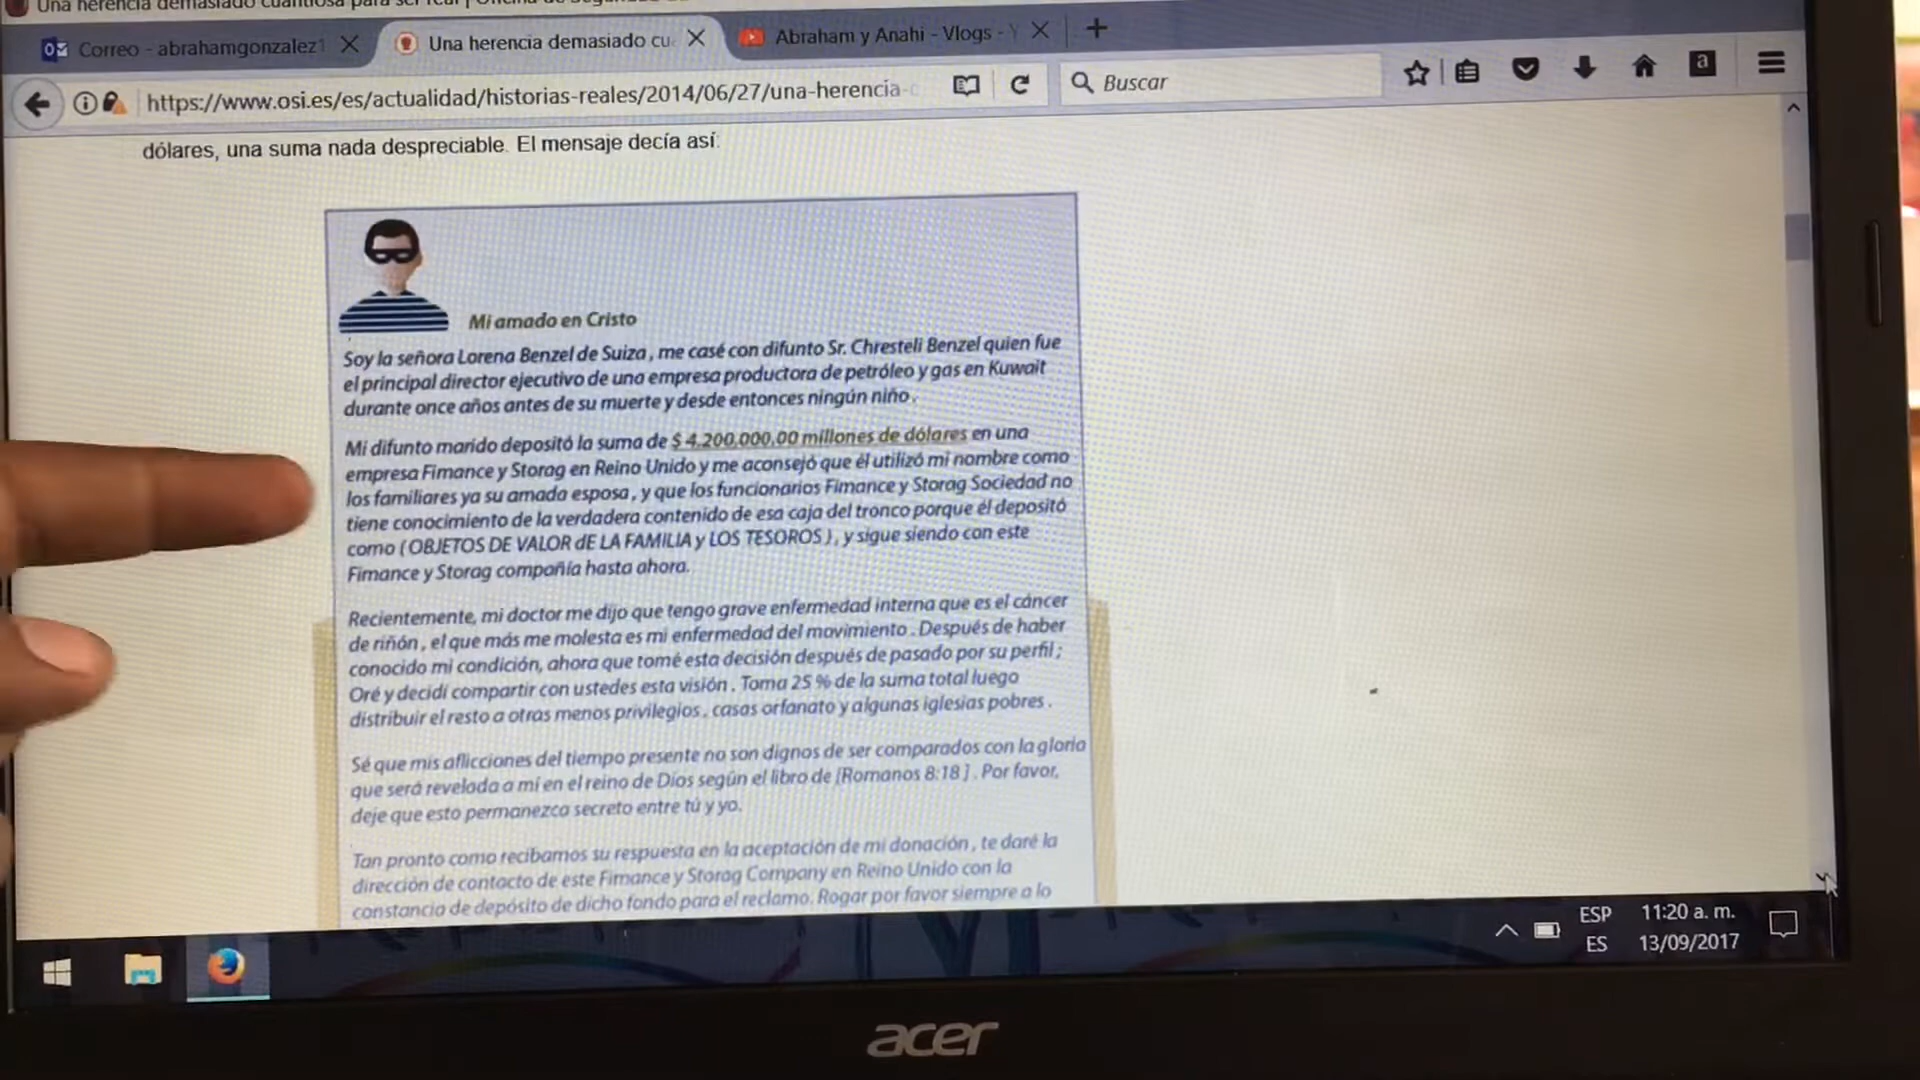 Una herencia demasiado cuantiosa para ser real | Oficina de
Correo - abrahamgonzalez1
Una herencia demasiado cu
Abraham y Anahi - Vlogs - Y
https://www.osi.es/es/actualidad/historias-reales/2014/06/27/una-herencia-
Buscar
a
dólares, una suma nada despreciable. El mensaje decía así:
Mi amado en Cristo
Soy la señora Lorena Benzel de Suiza , me casé con difunto Sr. Chresteli Benzel quien fue
el principal director ejecutivo de una empresa productora de petróleo y gas en Kuwait
durante once años antes de su muerte y desde entonces ningún niño .
Mi difunto marido depositó la suma de $ 4.200.000,00 millones de dólares en una
empresa Fimance y Storag en Reino Unido y me aconsejó que él utilizó mi nombre como
los familiares ya su amada esposa , y que los funcionarios Fimance y Storag Sociedad no
tiene conocimiento de la verdadera contenido de esa caja del tronco porque él depositó
como ( OBJETOS DE VALOR dE LA FAMILIA y LOS TESOROS ) , y sigue siendo con este
Fimance y Storag compañía hasta ahora.
Recientemente, mi doctor me dijo que tengo grave enfermedad interna que es el cáncer
de riñón , el que más me molesta es mi enfermedad del movimiento . Después de haber
conocido mi condición, ahora que tomé esta decisión después de pasado por su perfil ;
Oré y decidí compartir con ustedes esta visión . Toma 25 % de la suma total luego
distribuir el resto a otras menos privilegios , casas orfanato y algunas iglesias pobres .
Sé que mis aflicciones del tiempo presente no son dignos de ser comparados con la gloria
que será revelada a mí en el reino de Dios según el libro de [Romanos 8:18 ] . Por favor,
deje que esto permanezca secreto entre tú y yo.
Tan pronto como recibamos su respuesta en la aceptación de mi donación , te daré la
dirección de contacto de este Fimance y Storag Company en Reino Unido con la
constancia de depósito de dicho fondo para el reclamo. Rogar por favor siempre a lo
ESP
ES
11:20 a. m.
13/09/2017
acer